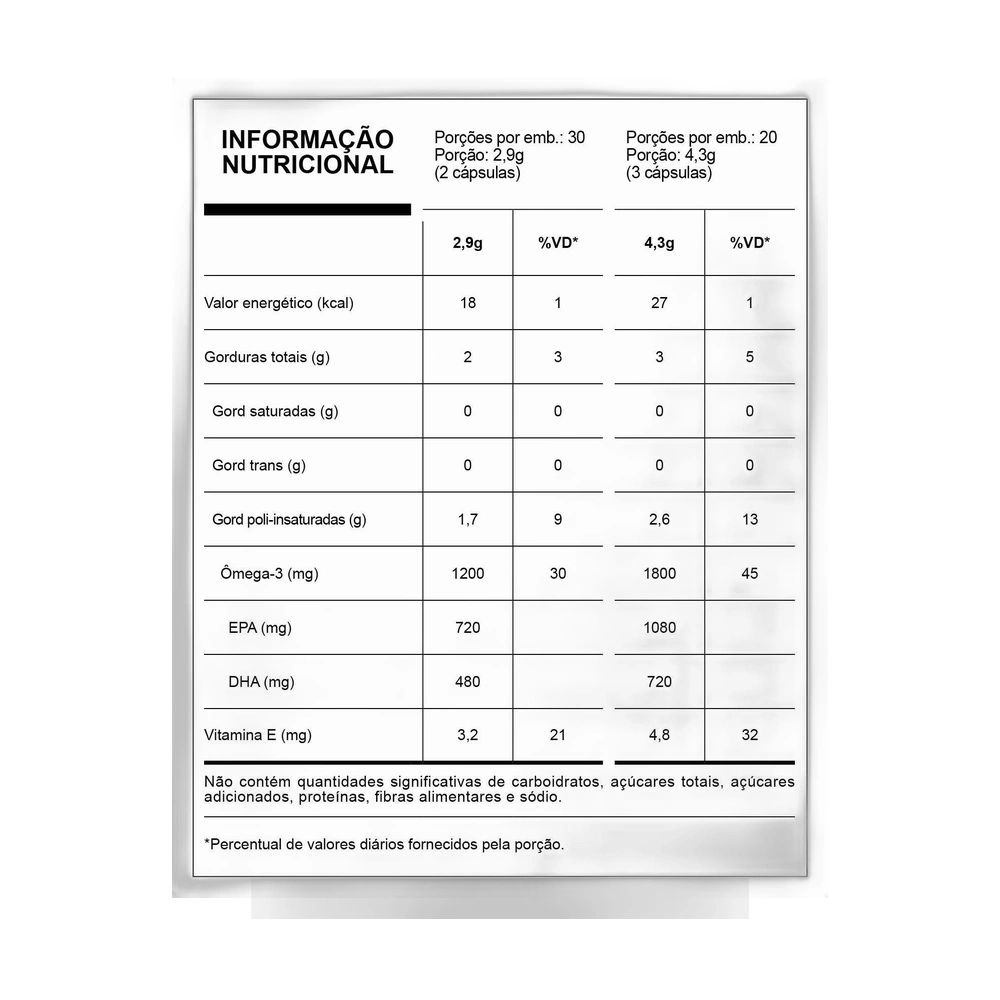 INFORMAÇÃO
NUTRICIONAL
Porções por emb.: 30
Porção: 2,9g
(2 cápsulas)
Porções por emb.: 20
Porção: 4,3g
(3 cápsulas)
2,9g %VD* 4,3g %VD*
Valor energético (kcal) 18 1 27 1
Gorduras totais (g) 2 3 3 5
Gord saturadas (g) 0 0 0 0
Gord trans (g) 0 0 0 0
Gord poli-insaturadas (g) 1,7 9 2,6 13
Ômega-3 (mg) 1200 30 1800 45
EPA (mg) 720 1080
DHA (mg) 480 720
Vitamina E (mg) 3,2 21 4,8 32
Não contém quantidades significativas de carboidratos, açúcares totais, açúcares
adicionados, proteínas, fibras alimentares e sódio.
*Percentual de valores diários fornecidos pela porção.